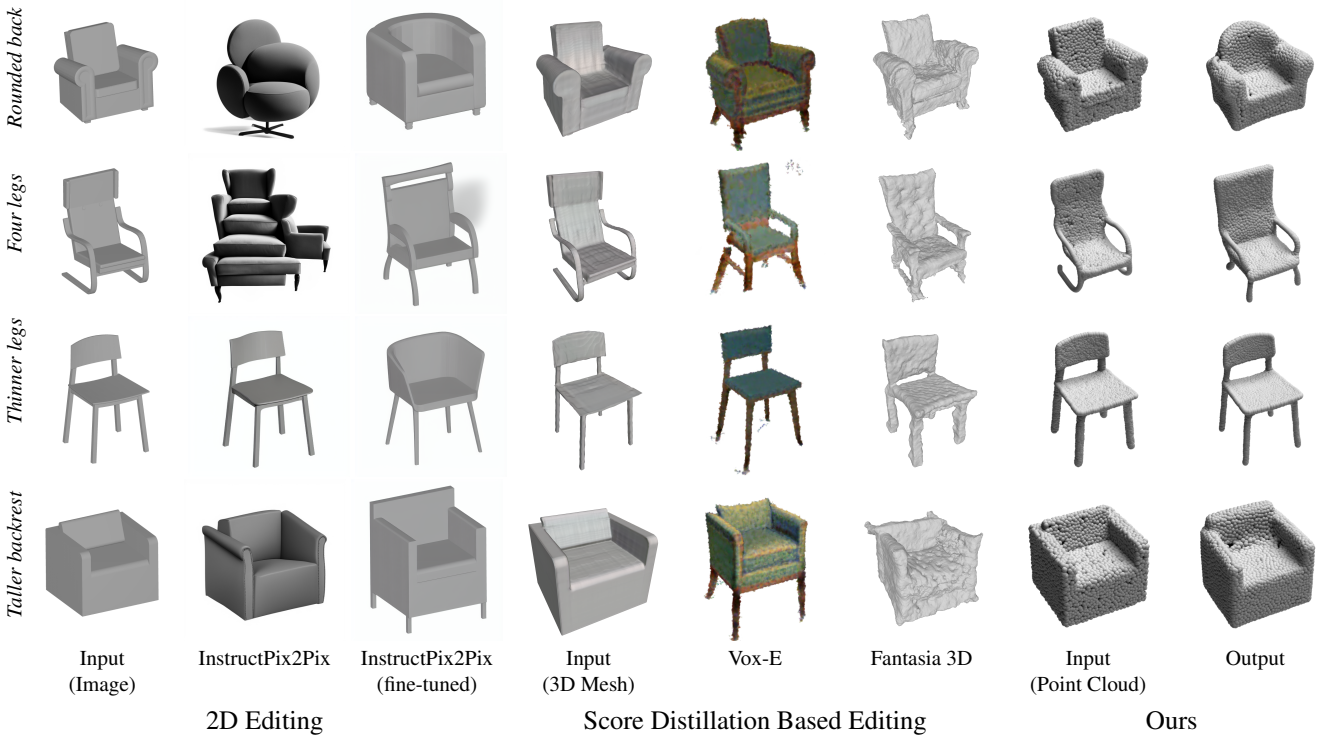 Rounded back
Four legs
Thinner legs
Taller backrest
Input
(Image)
InstructPix2Pix
InstructPix2Pix
(fine-tuned)
Input
(3D Mesh)
Vox-E
Fantasia 3D
Input
(Point Cloud)
Output
2D Editing
Score Distillation Based Editing
Ours